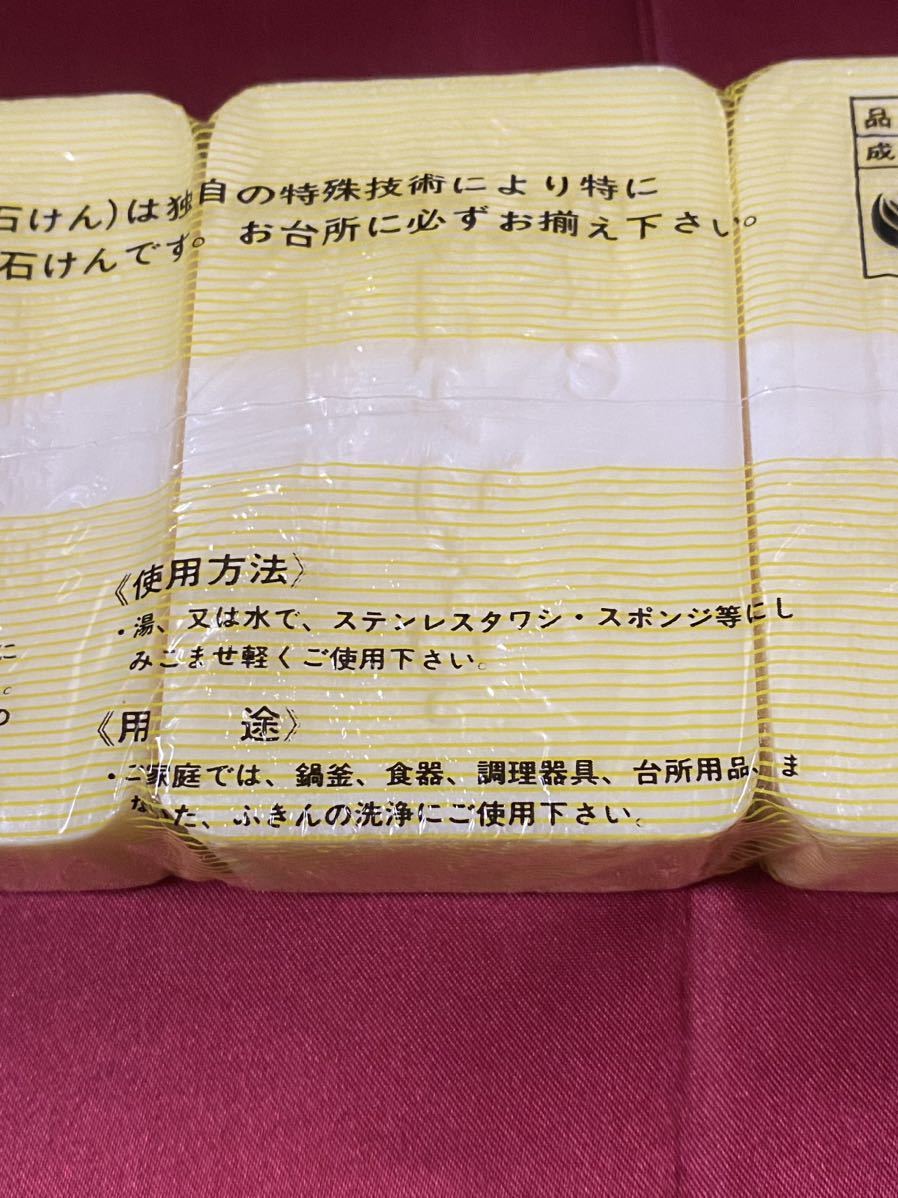 石けん)は独自の特殊技術により特に
石けんです。お台所に必ずお揃え下さい。
品
成
《使用方法》
・湯、又は水で、ステンレスタワシ・スポンジ等にし
みこませ軽くご使用下さい。
に
の
《用 途》
・ご家庭では、鍋釜、食器、調理器具、台所用品、ま
ないた、ふきんの洗浄にご使用下さい。